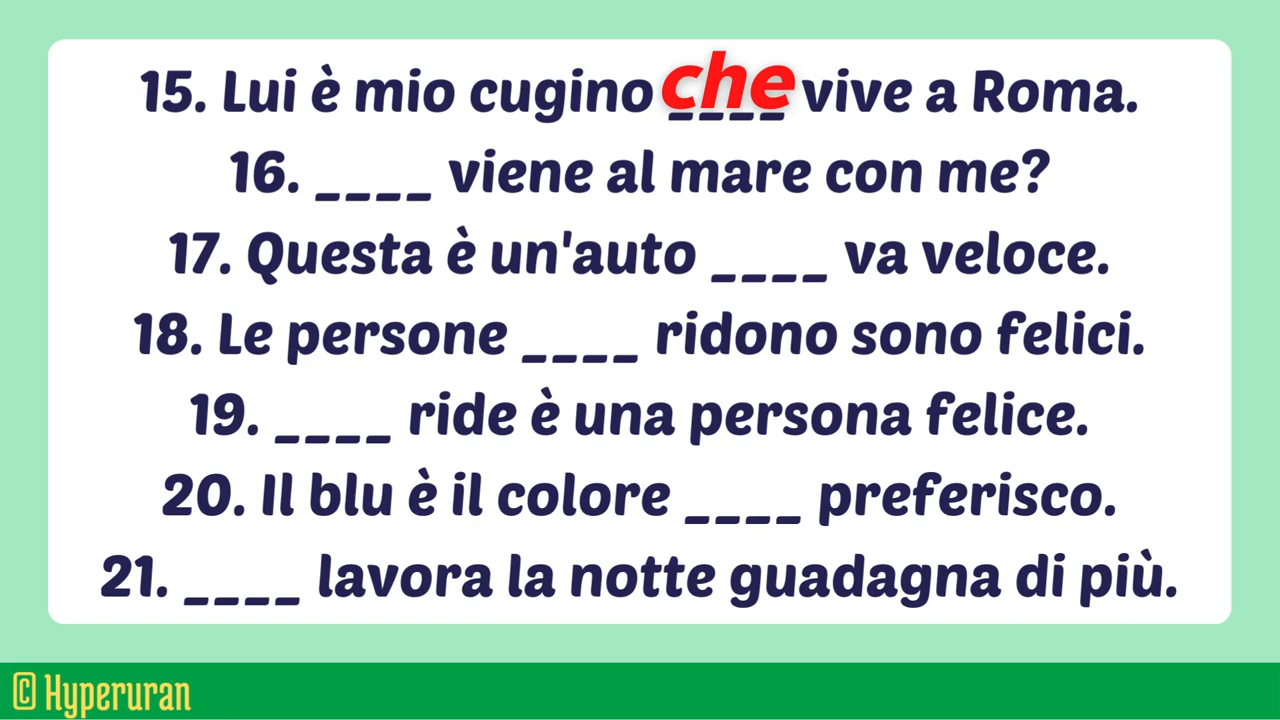 15. Lui è mio cugino che vive a Roma.
16. ____ viene al mare con me?
17. Questa è un'auto ____ va veloce.
18. Le persone ____ ridono sono felici.
19. ____ ride è una persona felice.
20. Il blu è il colore ____ preferisco.
21. ____ lavora la notte guadagna di più.
© Hyperuran